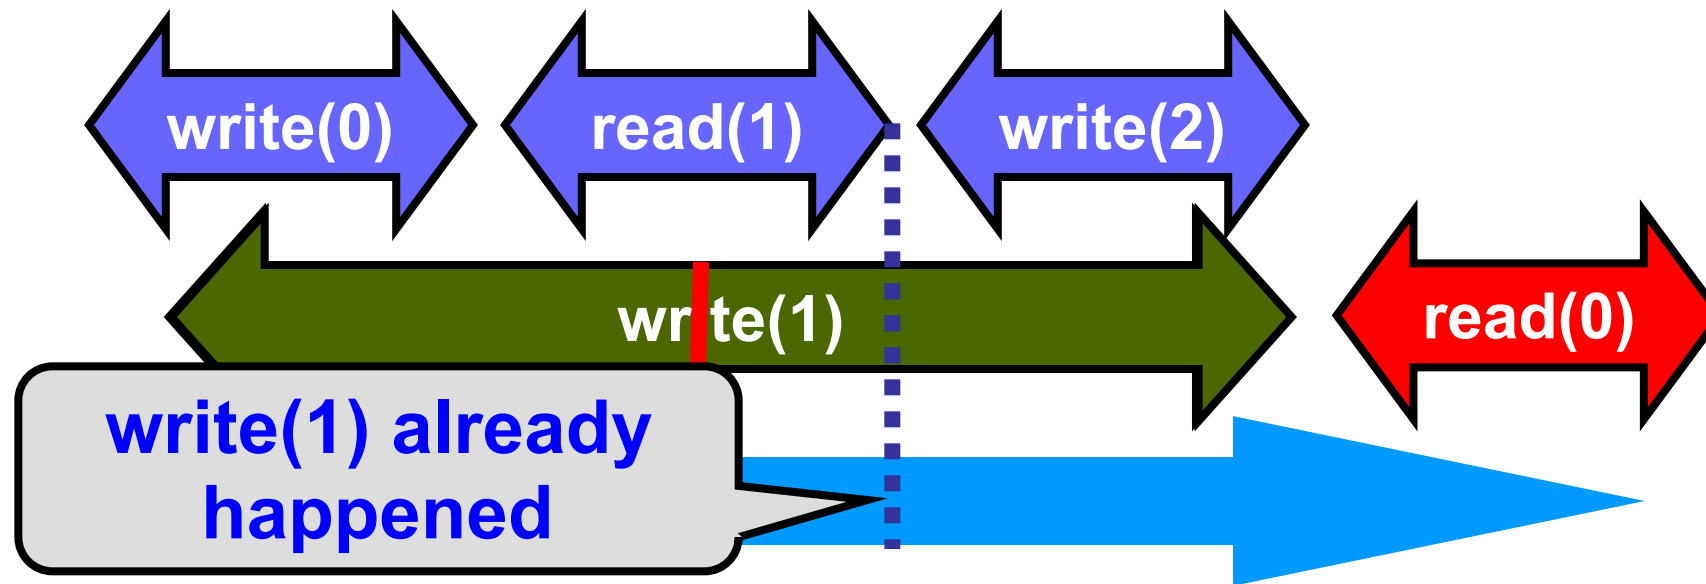 write(0) read(1) write(2)
write(1) read(0)
write(1) already
happened